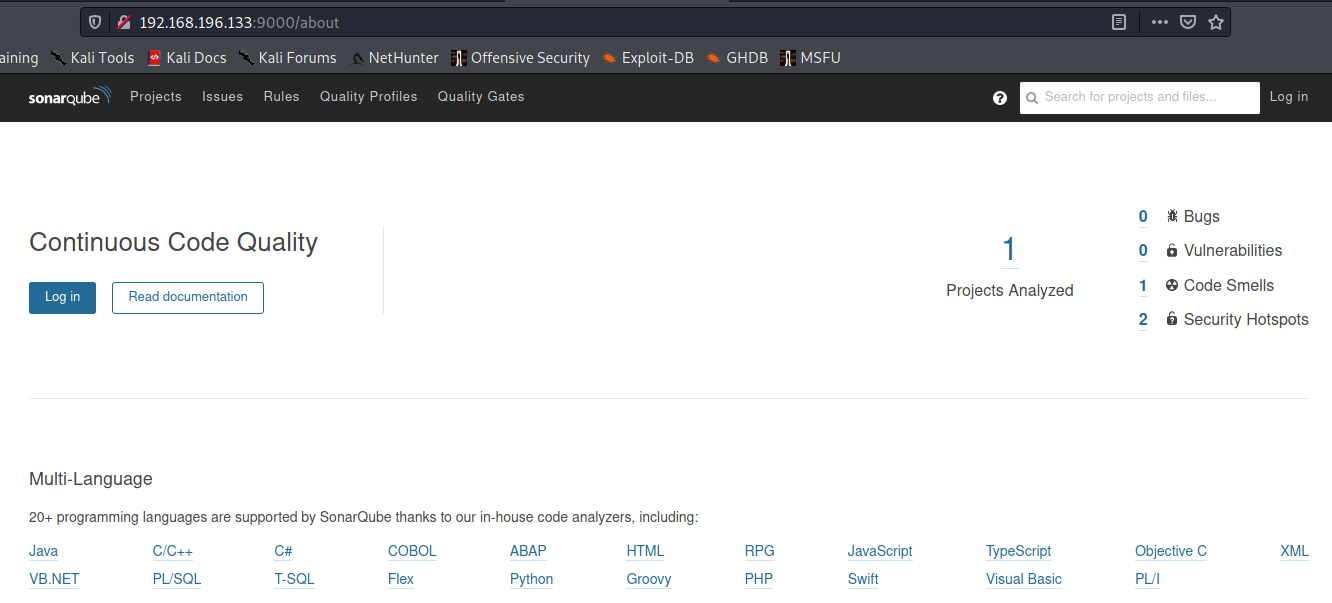 192.168.196.133:9000/about
aining Kali Tools Kali Docs Kali Forums NetHunter Offensive Security Exploit-DB GHDB MSFU
sonarqube Projects Issues Rules Quality Profiles Quality Gates ? Search for projects and files... Log in
0 Bugs
Continuous Code Quality
1
0 Vulnerabilities
Log in Read documentation
Projects Analyzed
1 Code Smells
2 Security Hotspots
Multi-Language
20+ programming languages are supported by SonarQube thanks to our in-house code analyzers, including:
Java C/C++ C# COBOL ABAP HTML RPG JavaScript TypeScript Objective C XML
VB.NET PL/SQL T-SQL Flex Python Groovy PHP Swift Visual Basic PL/I